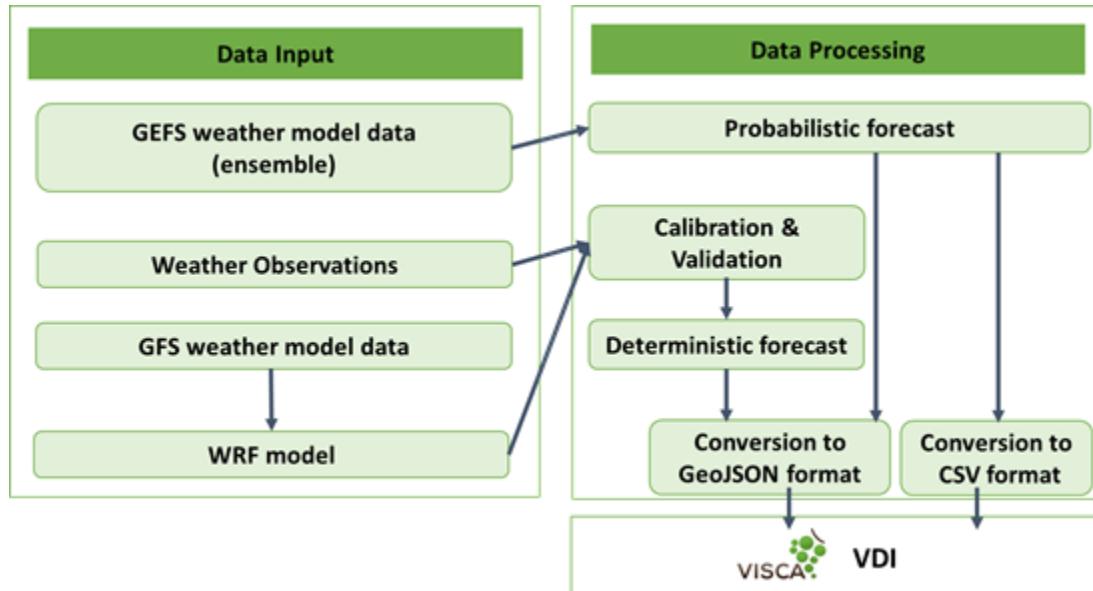 Data Input
GEFS weather model data
(ensemble)
Weather Observations
GFS weather model data
WRF model
Data Processing
Probabilistic forecast
Calibration &
Validation
Deterministic forecast
Conversion to
GeoJSON format
Conversion to
CSV format
VISCA
VDI